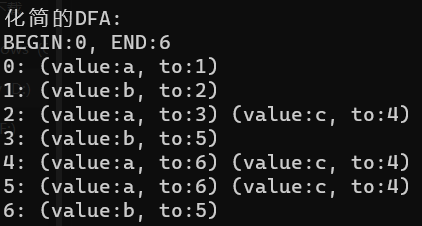 化简的DFA:
BEGIN:0, END:6
0: (value:a, to:1)
1: (value:b, to:2)
2: (value:a, to:3) (value:c, to:4)
3: (value:b, to:5)
4: (value:a, to:6) (value:c, to:4)
5: (value:a, to:6) (value:c, to:4)
6: (value:b, to:5)